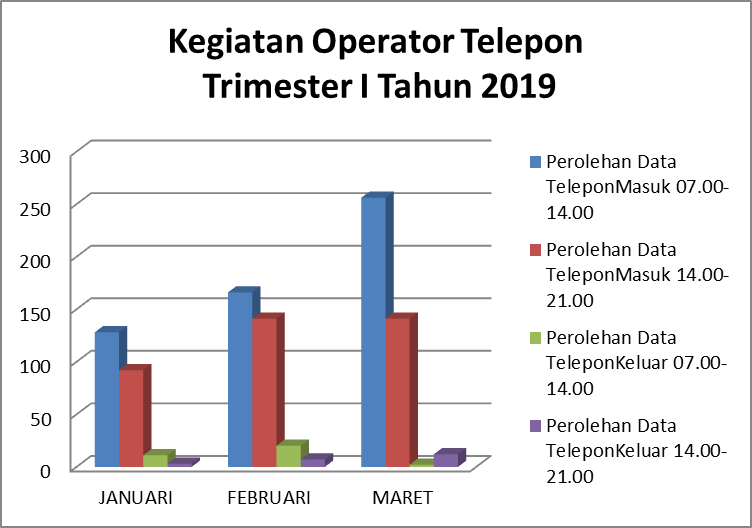 Kegiatan Operator Telepon
Trimester I Tahun 2019
300
250
200
150
100
50
0
JANUARI
FEBRUARI
MARET
Perolehan Data
TeleponMasuk 07.00-
14.00
Perolehan Data
TeleponMasuk 14.00-
21.00
Perolehan Data
TeleponKeluar 07.00-
14.00
Perolehan Data
TeleponKeluar 14.00-
21.00